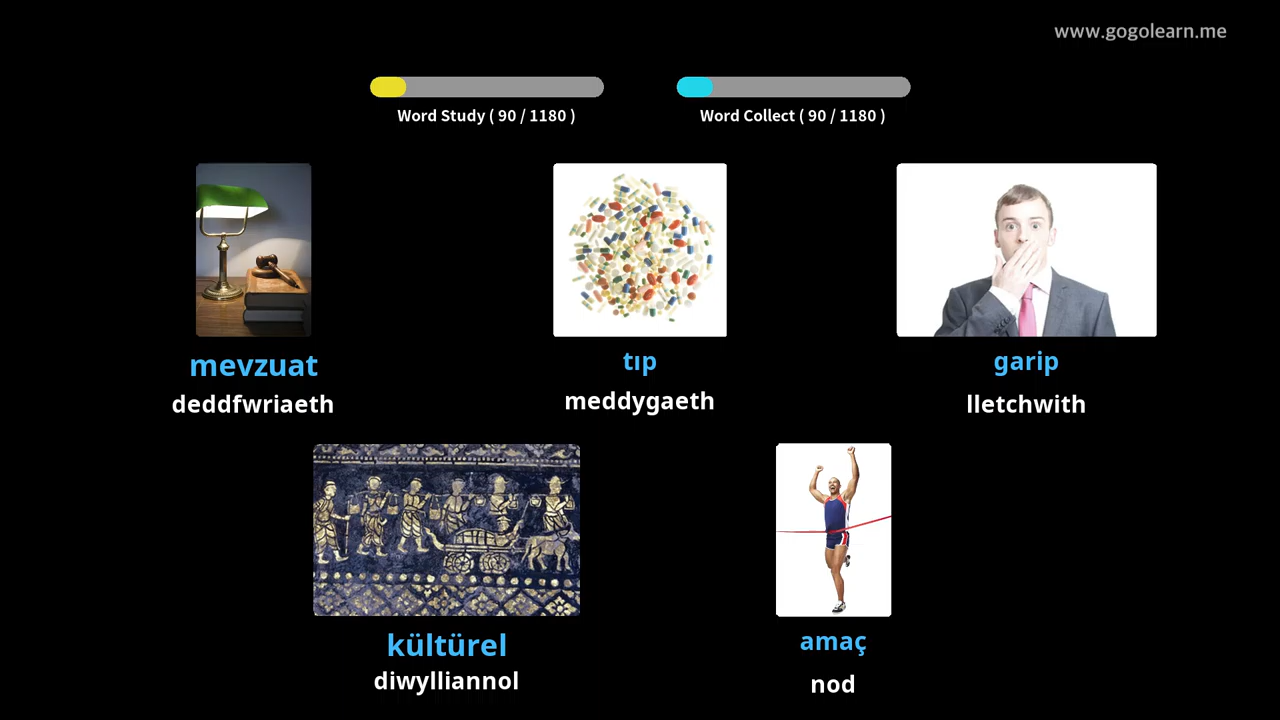 www.gogolearn.me
Word Study ( 90 / 1180 )
Word Collect ( 90 / 1180 )
mevzuat
deddfwriaeth
tıp
meddygaeth
garip
lletchwith
kültürel
diwylliannol
amaç
nod